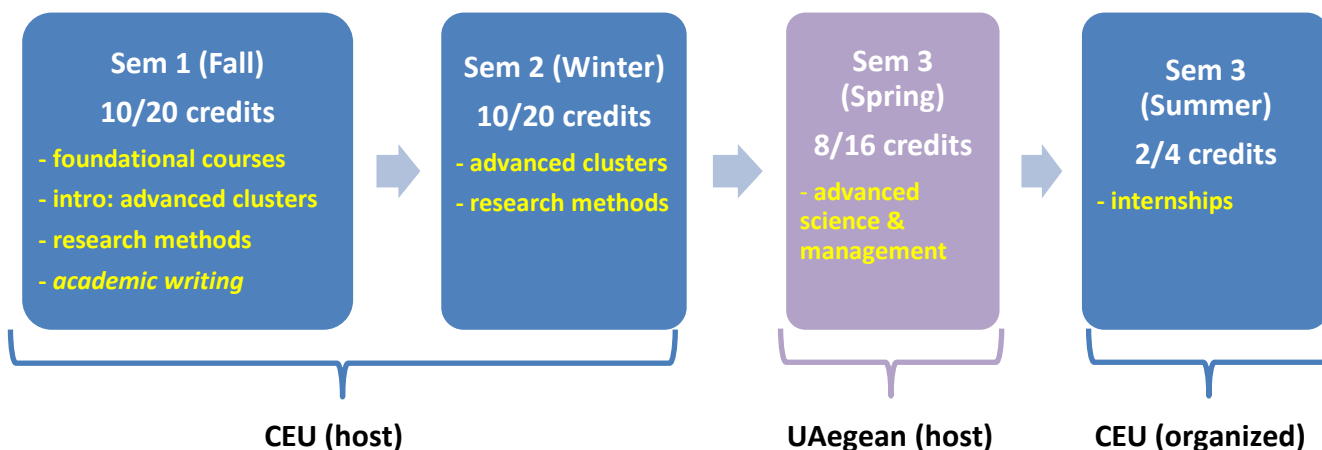 Sem 1 (Fall)
10/20 credits
- foundational courses
- intro: advanced clusters
- research methods
- academic writing
Sem 2 (Winter)
10/20 credits
- advanced clusters
- research methods
Sem 3
(Spring)
8/16 credits
- advanced
science &
management
Sem 3
(Summer)
2/4 credits
- internships
CEU (host)
UAegean (host)
CEU (organized)